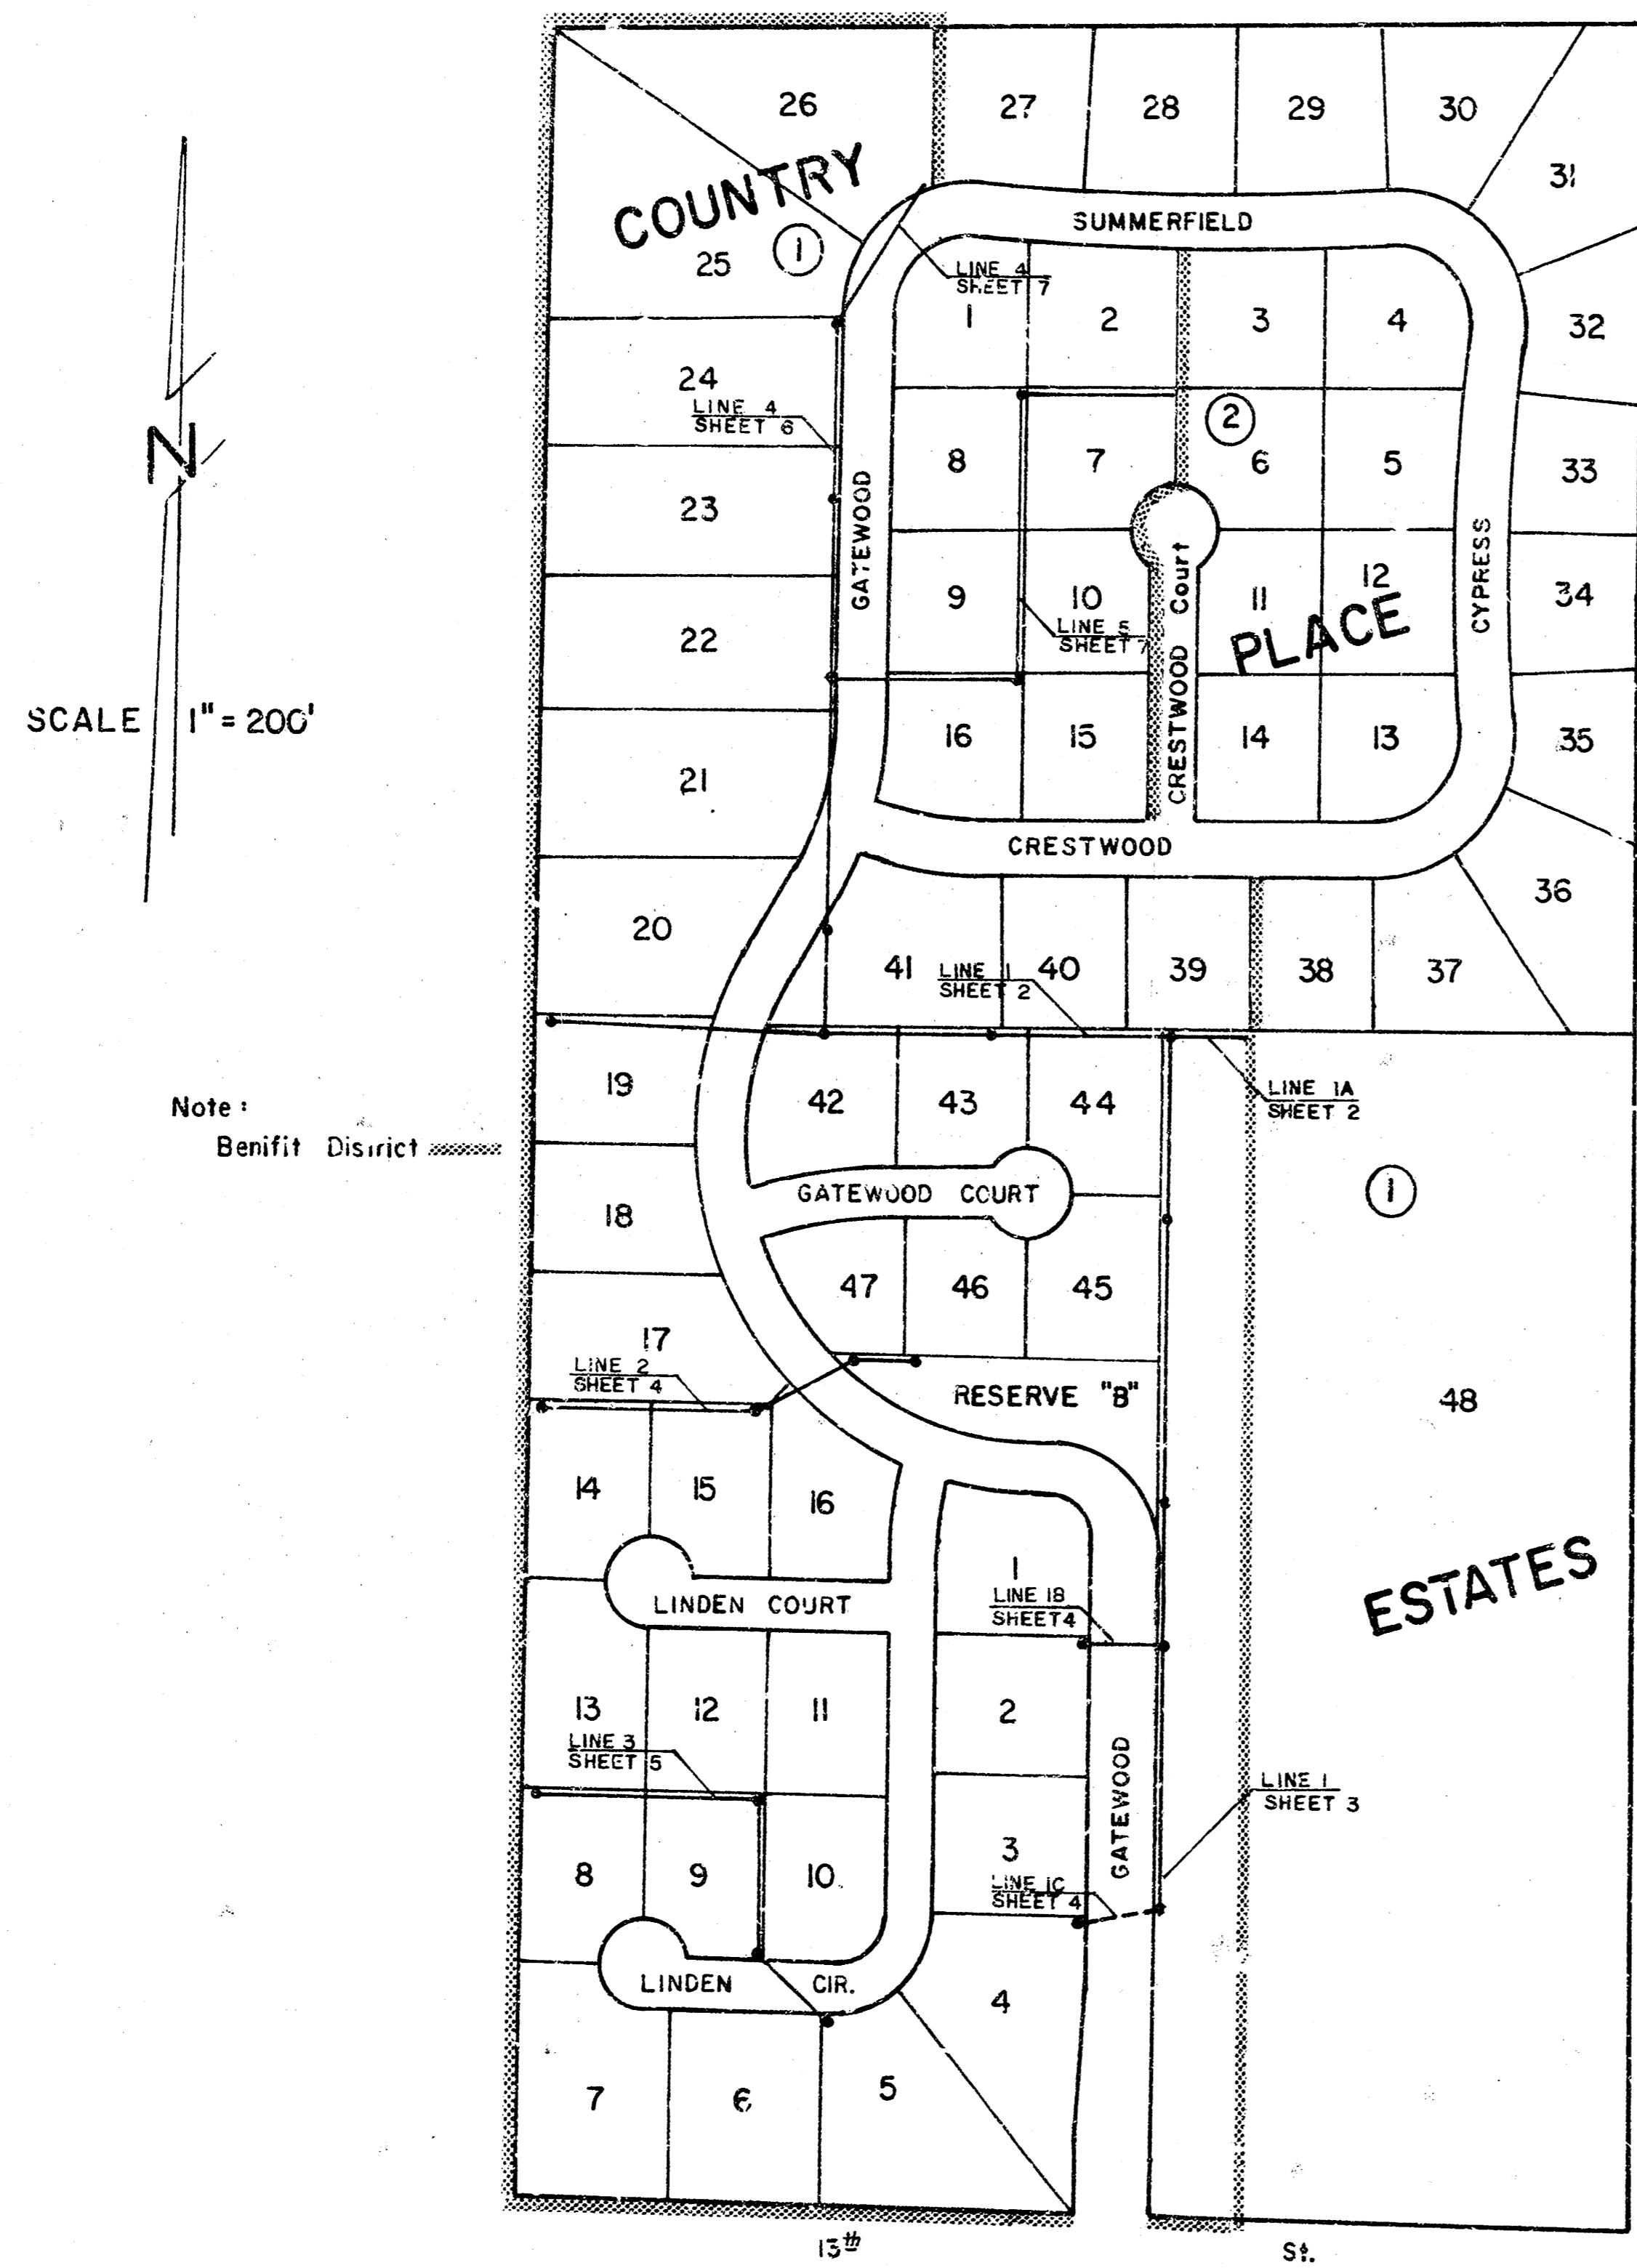 26
27
28
29
30
31
COUNTRY
1
25
SUMMERFIELD
LINE 4
SHEET 7
1
2
3
4
32
24
LINE 4
SHEET 6
2
8
7
6
5
33
23
GATEWOOD
CYPRESS
9
10
CRESTWOOD Court
11
12
34
LINE 5
SHEET 7
PLACE
22
N
SCALE 1" = 200'
16
15
14
13
35
21
CRESTWOOD
36
20
41
LINE 1
SHEET 2
40
39
38
37
19
42
43
44
LINE 1A
SHEET 2
Note :
Benifit District
1
18
GATEWOOD COURT
47
46
45
17
LINE 2
SHEET 4
RESERVE "B"
48
14
15
16
1
LINE 1B
SHEET 4
ESTATES
LINDEN COURT
13
12
11
2
LINE 3
SHEET 5
GATEWOOD
LINE 1
SHEET 3
8
9
10
3
LINE 1C
SHEET 4
LINDEN CIR.
4
7
6
5
13th St.